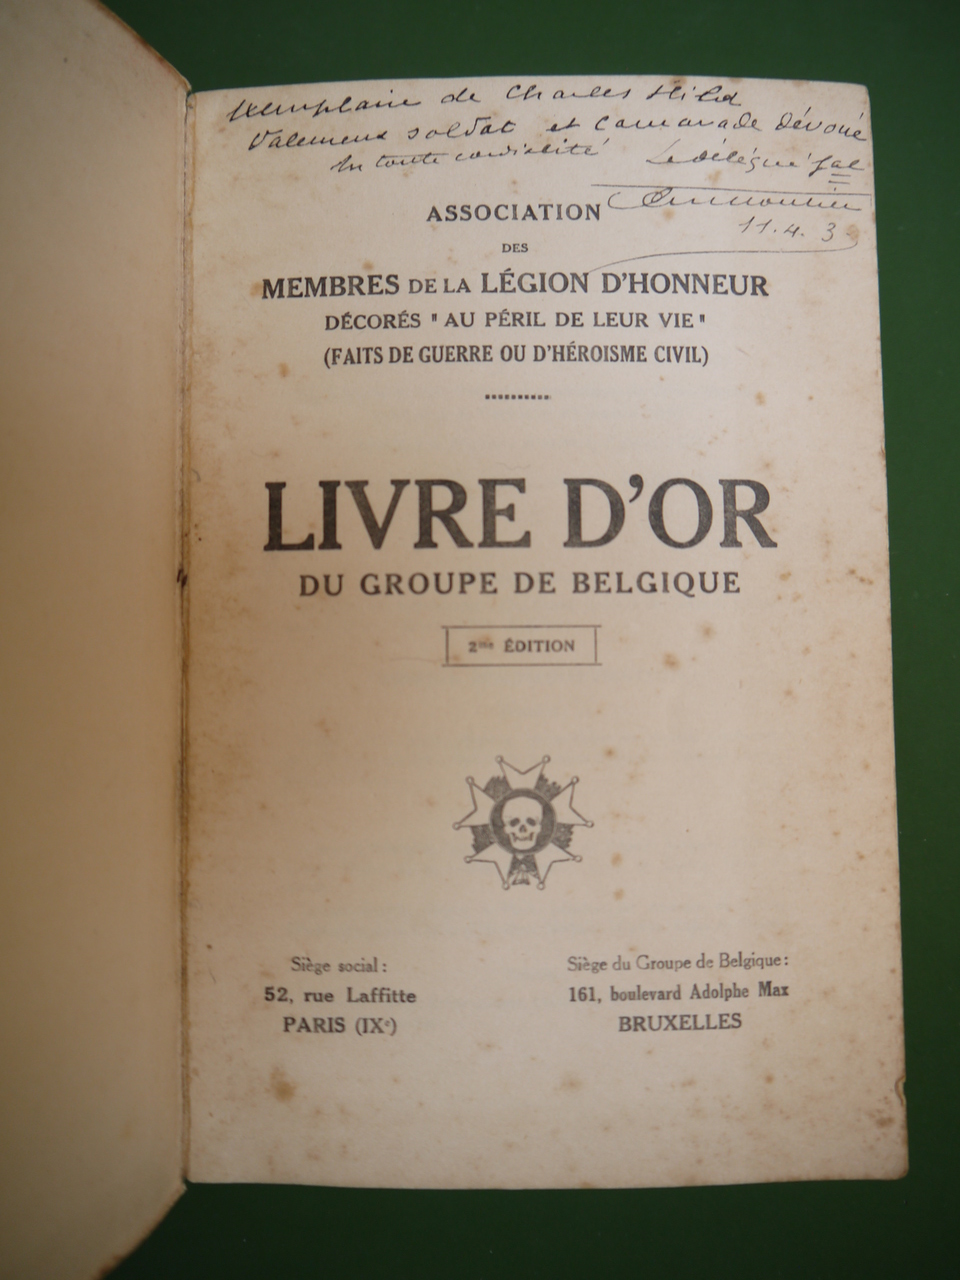 Exemplaire de Charles Hild
Valeureux soldat et camarade dévoué
En toute cordialité Le délégué gal
11.4.3
ASSOCIATION
DES
MEMBRES DE LA LÉGION D'HONNEUR
DÉCORÉS "AU PÉRIL DE LEUR VIE"
(FAITS DE GUERRE OU D'HÉROISME CIVIL)
LIVRE D'OR
DU GROUPE DE BELGIQUE
2me ÉDITION
Siège social :
52, rue Laffitte
PARIS (IXe)
Siège du Groupe de Belgique :
161, boulevard Adolphe Max
BRUXELLES